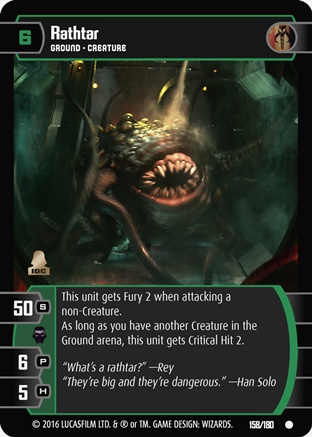 6
Rathtar
GROUND - CREATURE
IDC
50 S
This unit gets Fury 2 when attacking a
non-Creature.
As long as you have another Creature in the
Ground arena, this unit gets Critical Hit 2.
6 P
5 H
“What's a rathtar?” —Rey
“They're big and they're dangerous.” —Han Solo
© 2016 LUCASFILM LTD. & ® or TM. GAME DESIGN: WIZARDS.
158/180